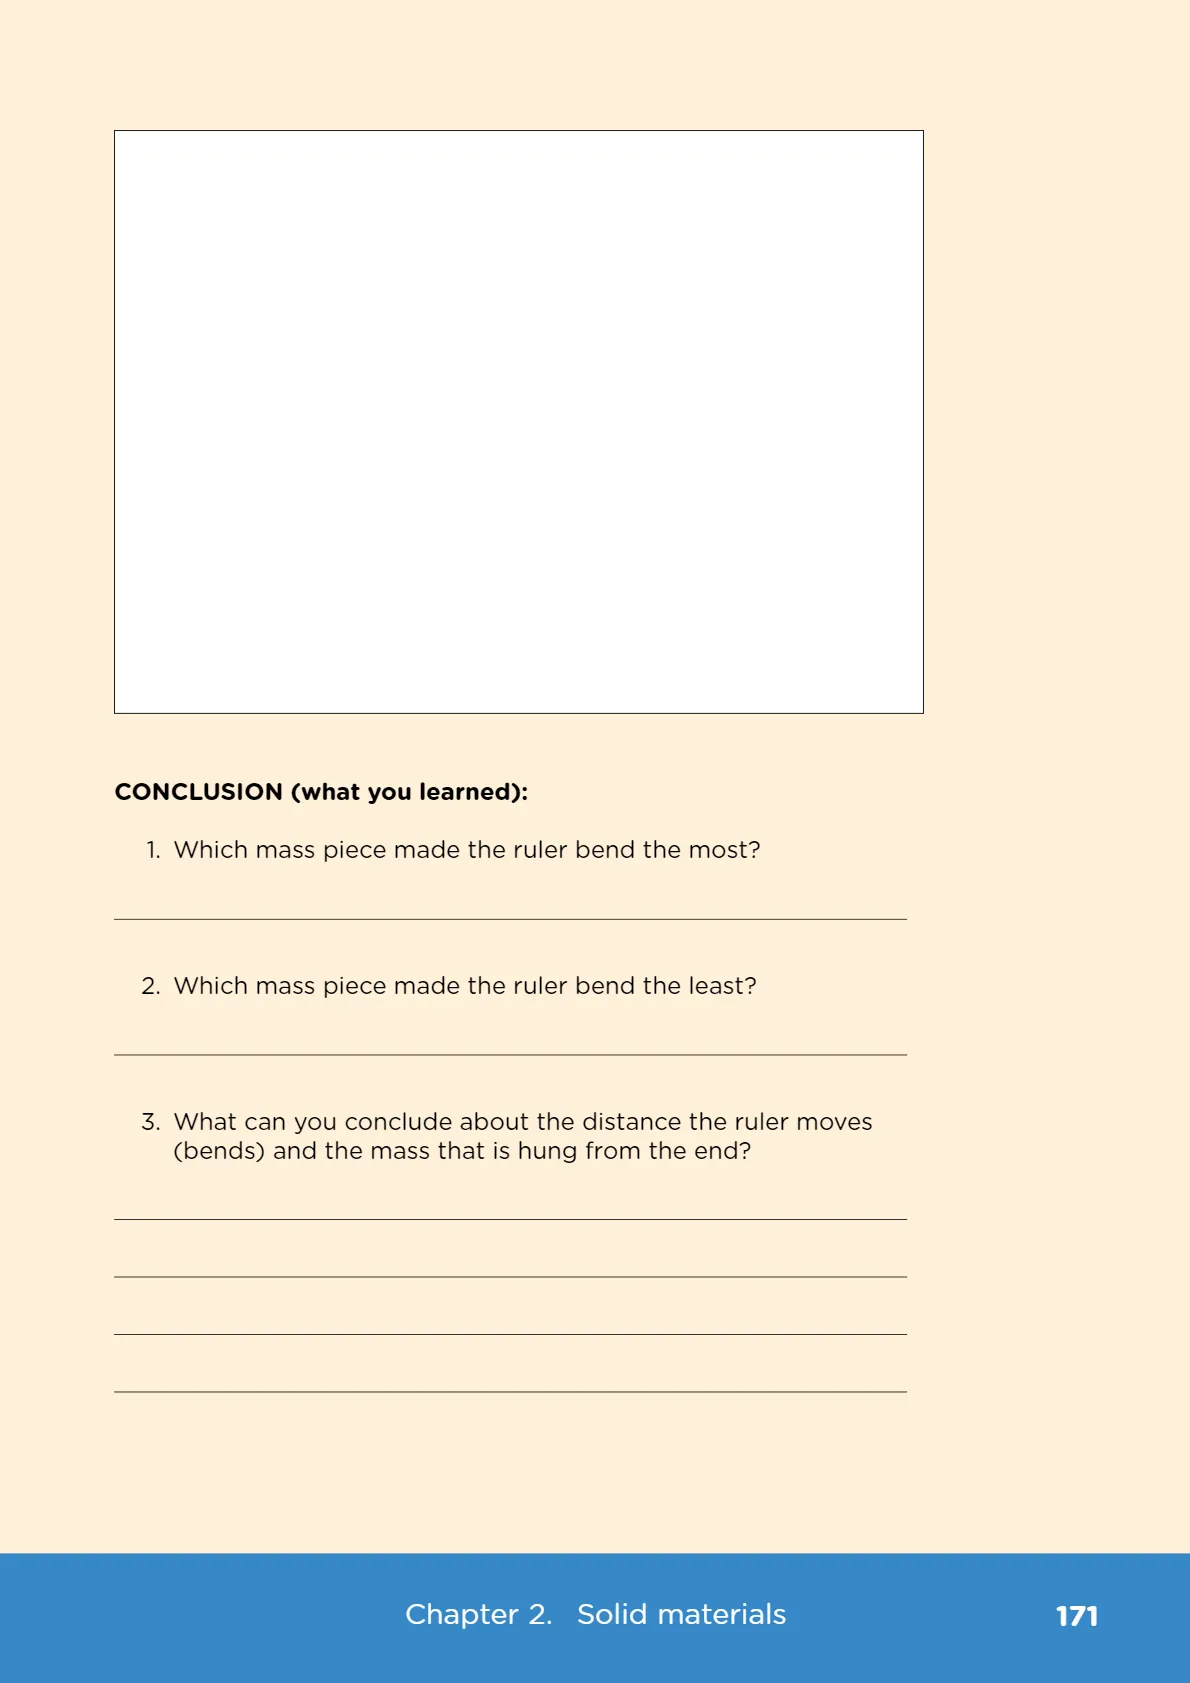 CONCLUSION (what you learned):
1. Which mass piece made the ruler bend the most?
2. Which mass piece made the ruler bend the least?
3. What can you conclude about the distance the ruler moves
(bends) and the mass that is hung from the end?
Chapter 2. Solid materials
171